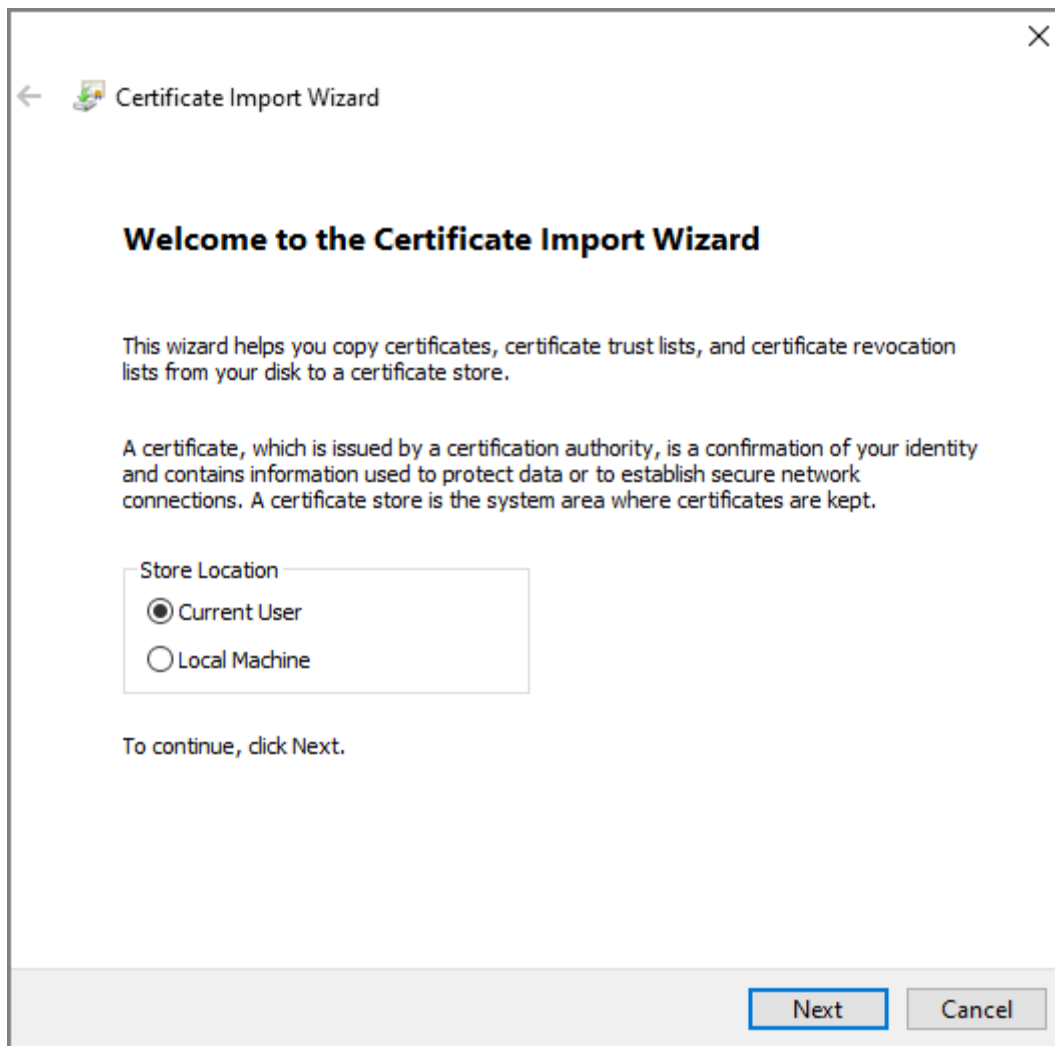 Certificate Import Wizard
Welcome to the Certificate Import Wizard
This wizard helps you copy certificates, certificate trust lists, and certificate revocation
lists from your disk to a certificate store.
A certificate, which is issued by a certification authority, is a confirmation of your identity
and contains information used to protect data or to establish secure network
connections. A certificate store is the system area where certificates are kept.
Store Location
Current User
Local Machine
To continue, click Next.
Next
Cancel